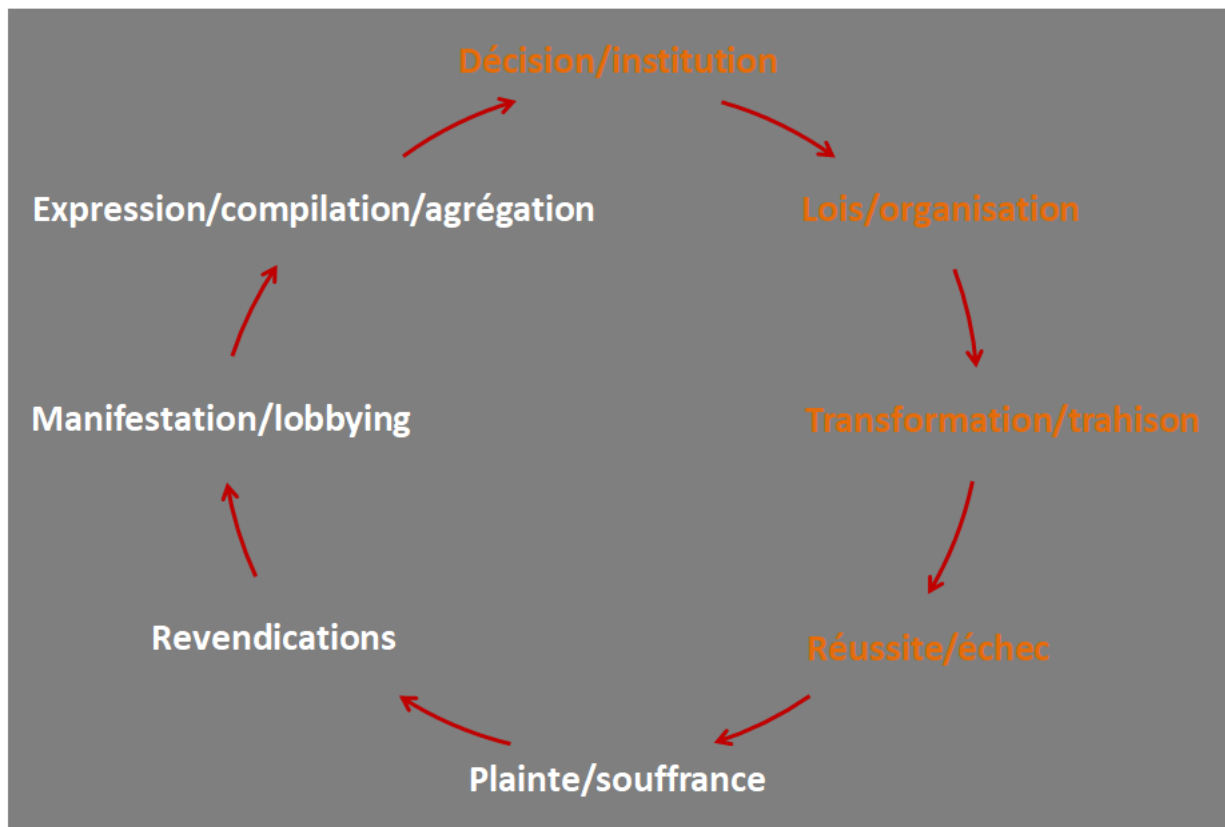 Décision/institution
Expression/compilation/agrégation
Lois/organisation
Manifestation/lobbying
Transformation/trahison
Revendications
Réussite/échec
Plainte/souffrance